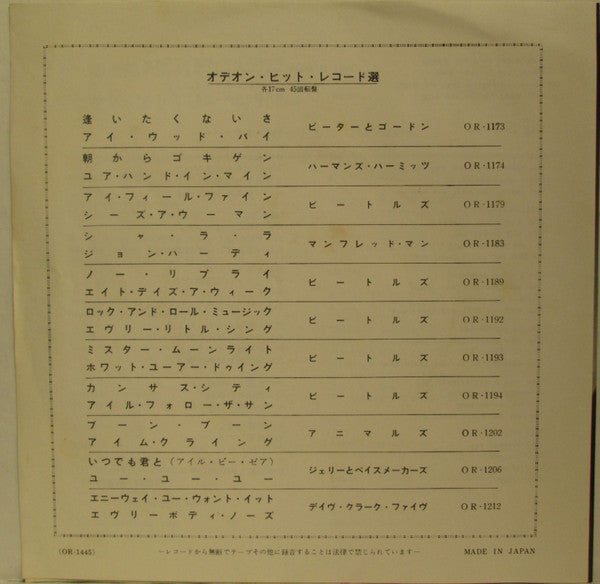 オデオン・ヒット・レコード選
各17cm 45回転盤
逢いたくないさ
アイ・ウッド・バイ
ピーターとゴードン OR-1173
朝からゴキゲン
ユア・ハンド・イン・マイン
ハーマンズ・ハーミッツ OR-1174
アイ・フィール・ファイン
シーズ・ア・ウーマン
ビートルズ OR-1179
シャ・ラ・ラ
ジョン・ハーディ
マンフレッド・マン OR-1183
ノー・リプライ
エイト・デイズ・ア・ウィーク
ビートルズ OR-1189
ロック・アンド・ロール・ミュージック
エヴリー・リトル・シング
ビートルズ OR-1192
ミスター・ムーンライト
ホワット・ユーアー・ドゥイング
ビートルズ OR-1193
カンサス・シティ
アイル・フォロー・ザ・サン
ビートルズ OR-1194
ブーン・ブーン
アイム・クライング
アニマルズ OR-1202
いつでも君と(アイル・ビー・ゼア)
ユー・ユー・ユー
ジェリーとペイスメーカーズ OR-1206
エニーウェイ・ユー・ウォント・イット
エヴリーボディ・ノーズ
デイヴ・クラーク・ファイヴ OR-1212
(OR-1445) ―レコードから無断でテープその他に録音することは法律で禁じられています― MADE IN JAPAN